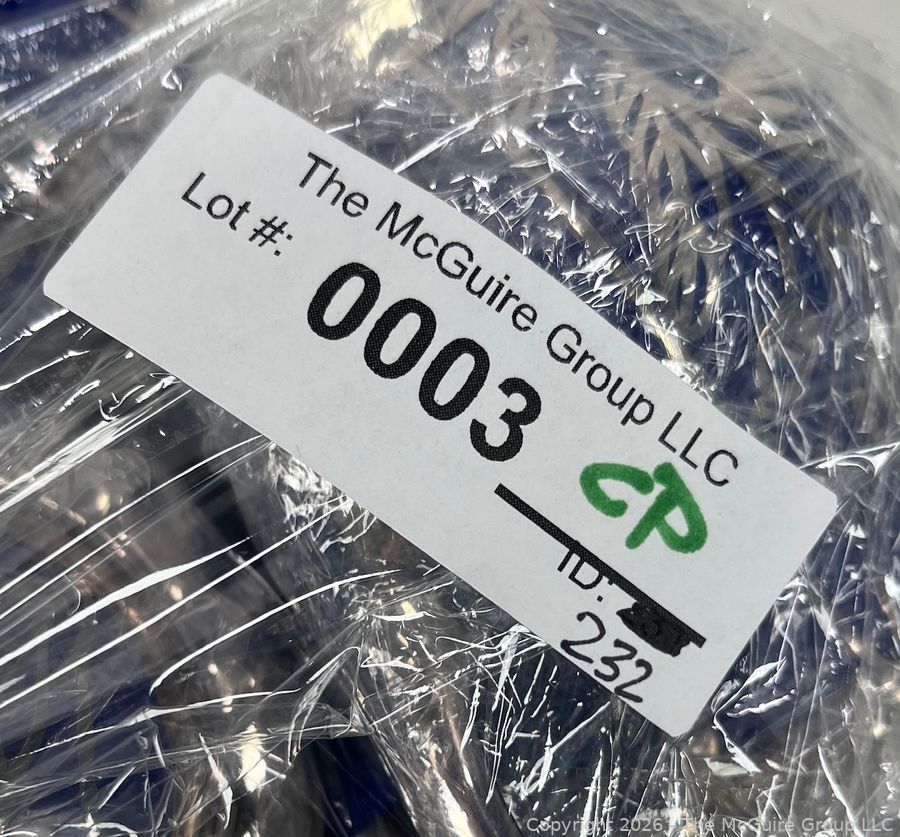 The McGuire Group LLC
Lot #:
0003
CP
ID:
232
Copyright 2026 - The McGuire Group LLC